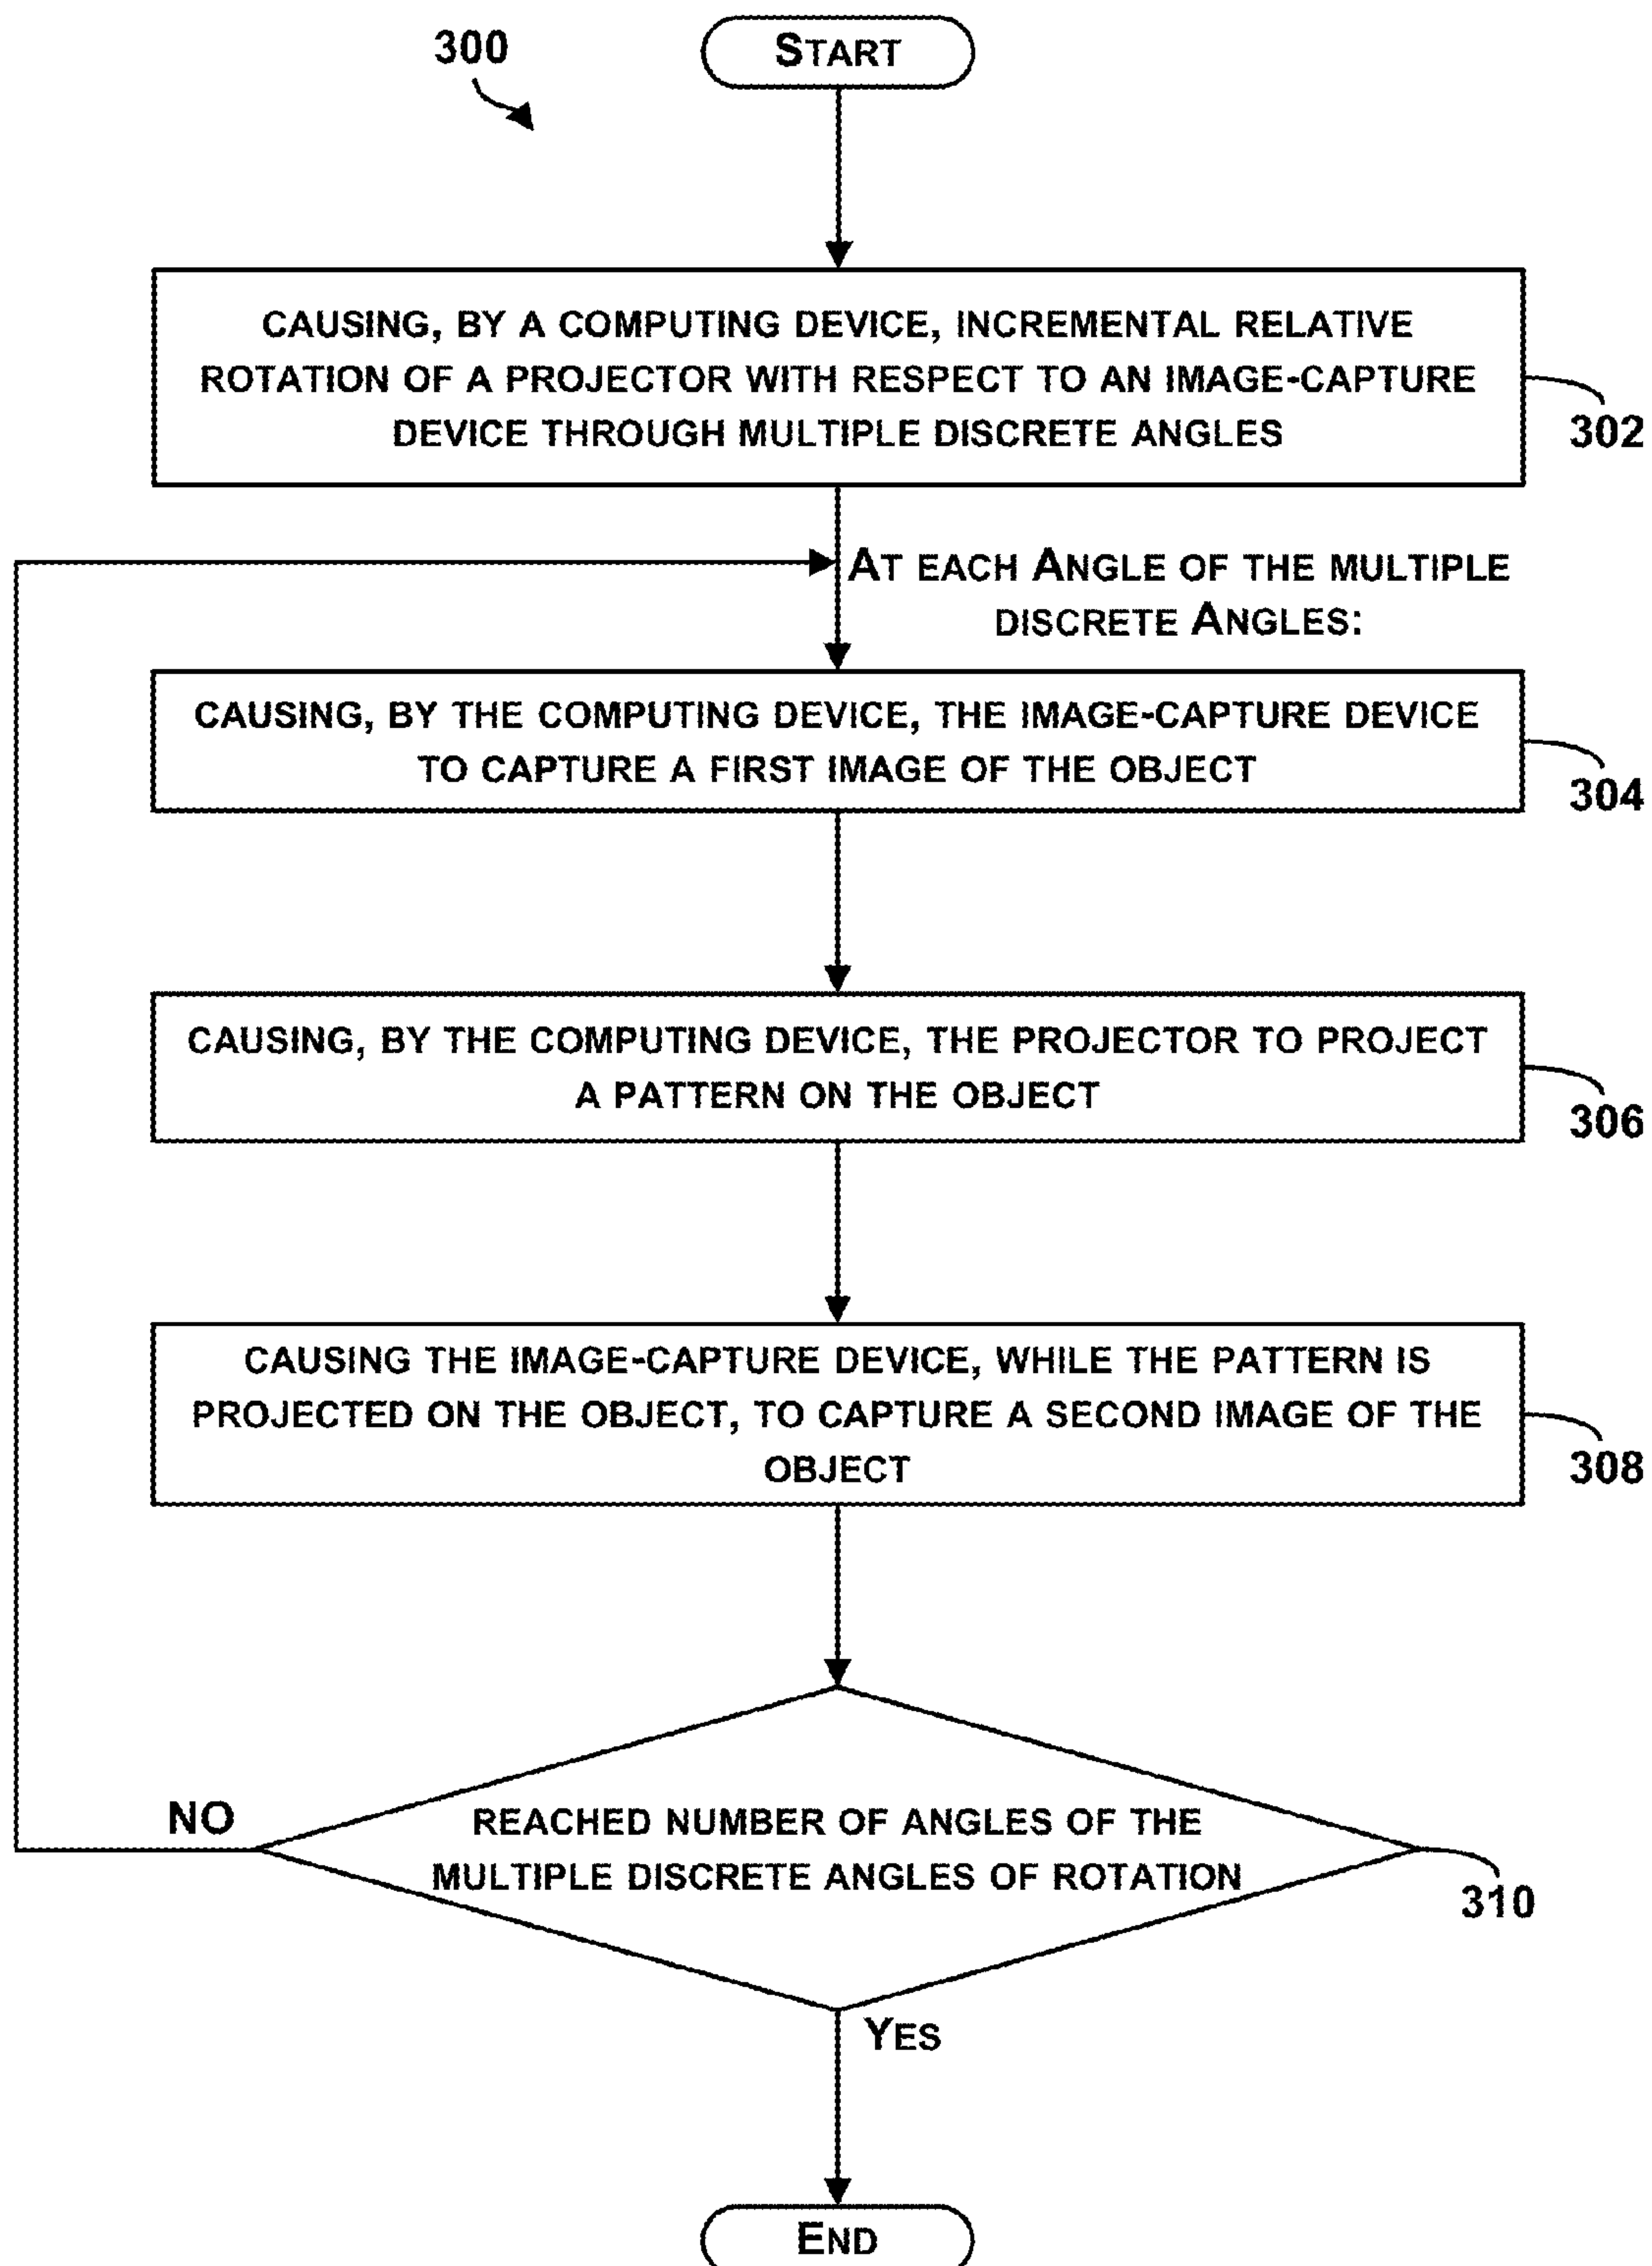 300
START
CAUSING, BY A COMPUTING DEVICE, INCREMENTAL RELATIVE
ROTATION OF A PROJECTOR WITH RESPECT TO AN IMAGE-CAPTURE
DEVICE THROUGH MULTIPLE DISCRETE ANGLES
302
AT EACH ANGLE OF THE MULTIPLE
DISCRETE ANGLES:
CAUSING, BY THE COMPUTING DEVICE, THE IMAGE-CAPTURE DEVICE
TO CAPTURE A FIRST IMAGE OF THE OBJECT
304
CAUSING, BY THE COMPUTING DEVICE, THE PROJECTOR TO PROJECT
A PATTERN ON THE OBJECT
306
CAUSING THE IMAGE-CAPTURE DEVICE, WHILE THE PATTERN IS
PROJECTED ON THE OBJECT, TO CAPTURE A SECOND IMAGE OF THE
OBJECT
308
NO
REACHED NUMBER OF ANGLES OF THE
MULTIPLE DISCRETE ANGLES OF ROTATION
310
YES
END